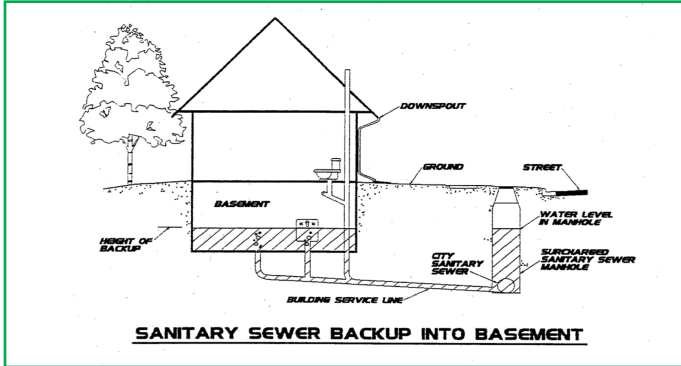 DOWNSPOUT
GROUND
STREET
BASEMENT
WATER LEVEL
IN MANHOLE
HEIGHT OF
BACKUP
CITY
SANITARY
SEWER
SURCHARGED
SANITARY SEWER
MANHOLE
BUILDING SERVICE LINE
SANITARY SEWER BACKUP INTO BASEMENT